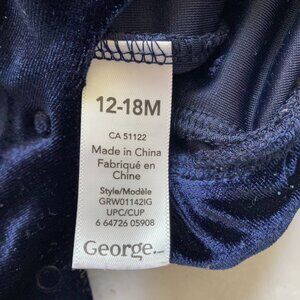 12-18M
CA 51122
Made in China
Fabriqué en
Chine
Style/Modèle
GRW01142IG
UPC/CUP
6 64726 05908
George.